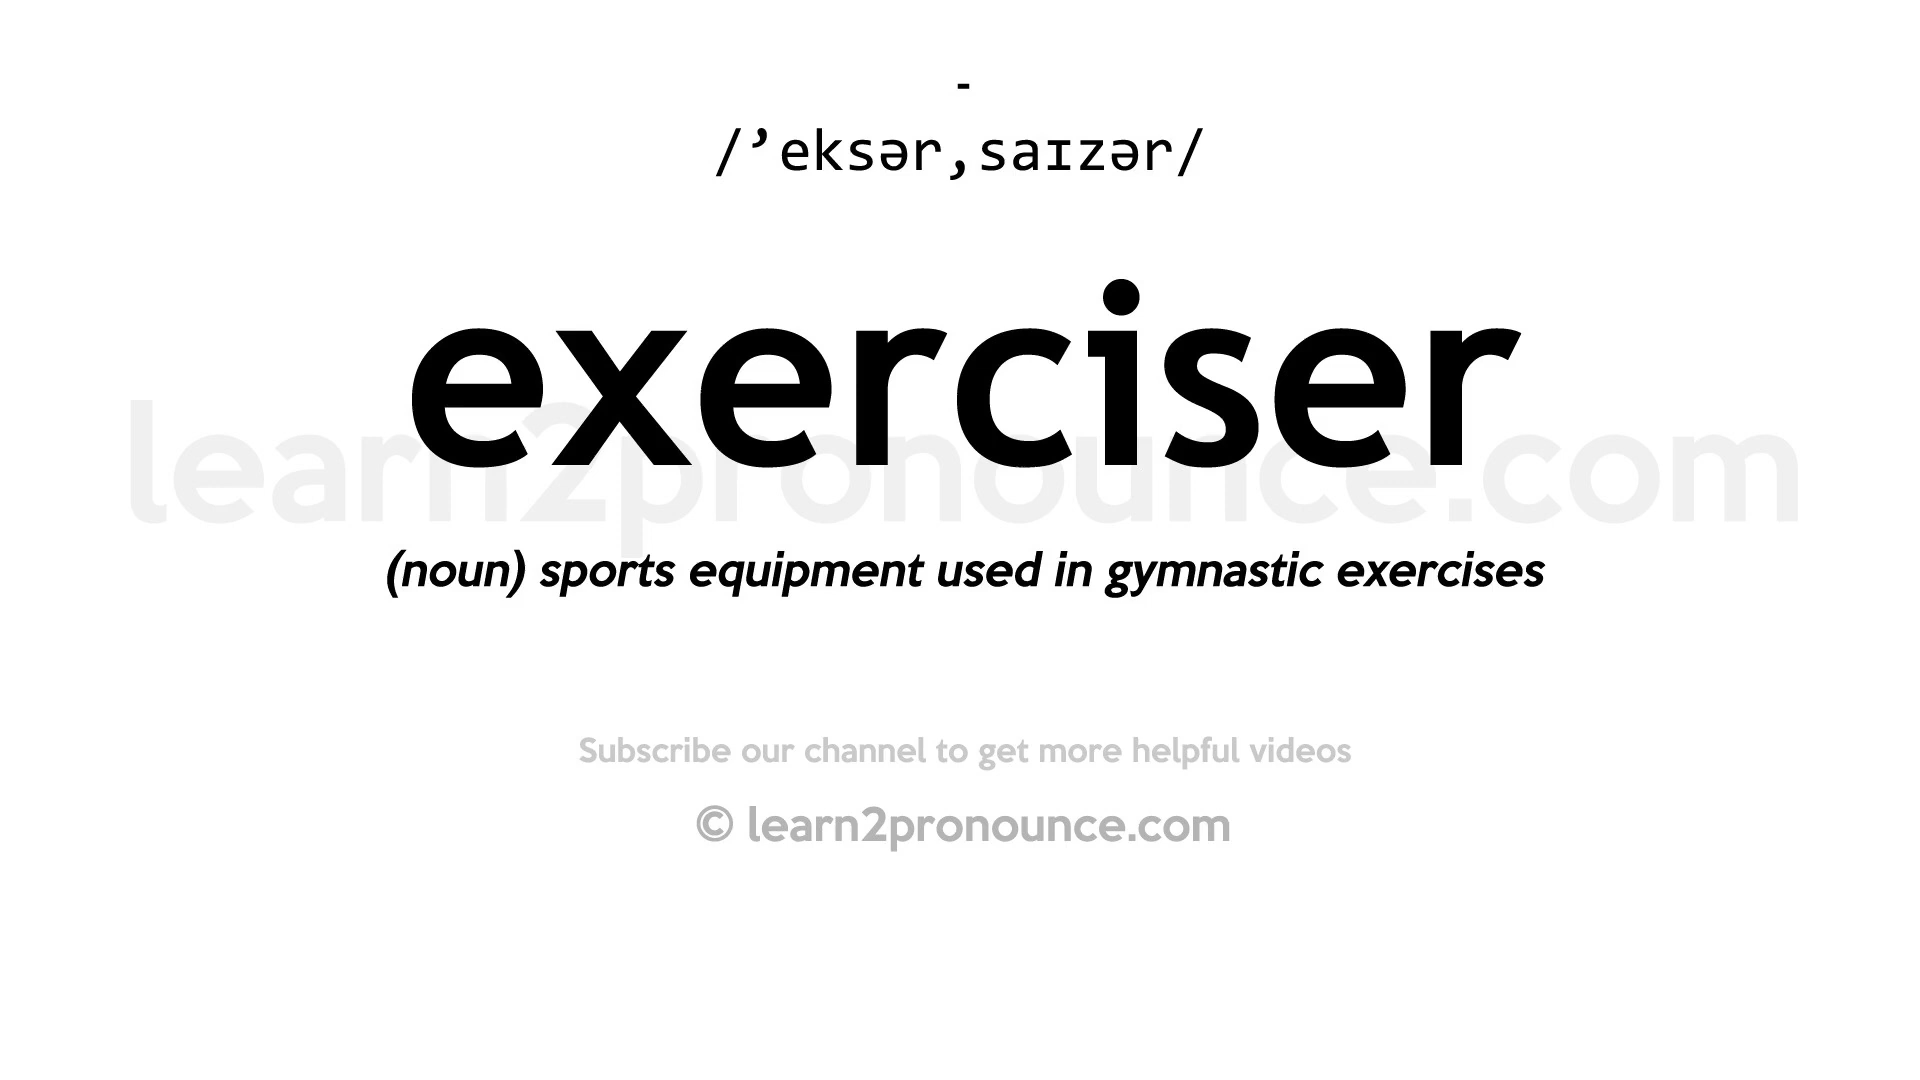 -
/’eksər,saɪzər/
exerciser
learn2pronounce.com
(noun) sports equipment used in gymnastic exercises
Subscribe our channel to get more helpful videos
© learn2pronounce.com